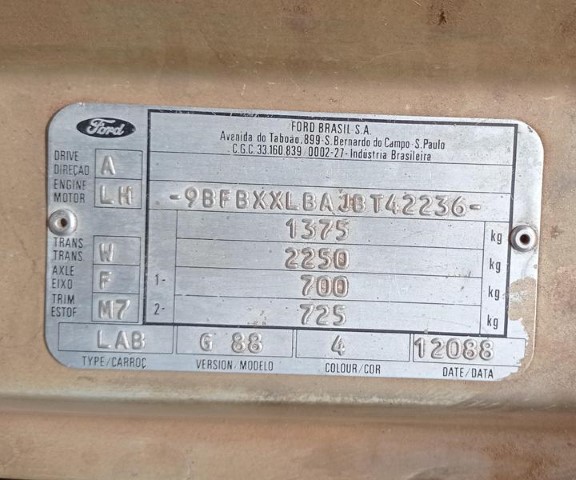 Ford
FORD BRASIL S.A.
Avenida do Taboão, 899-S. Bernardo do Campo-S. Paulo
C.G.C. 33.160.839/0002-27-Indústria Brasileira
DRIVE
DIREÇAO
A
ENGINE
MOTOR
LH
-9BFBXXLBAJBT42236-
1375 kg
TRANS
TRANS
W
2250 kg
AXLE
EIXO
F
1- 700 kg
TRIM
ESTOF
M7
2- 725 kg
LAB G 88 4 12088
TYPE/CARROÇ VERSION/MODELO COLOUR/COR DATE/DATA